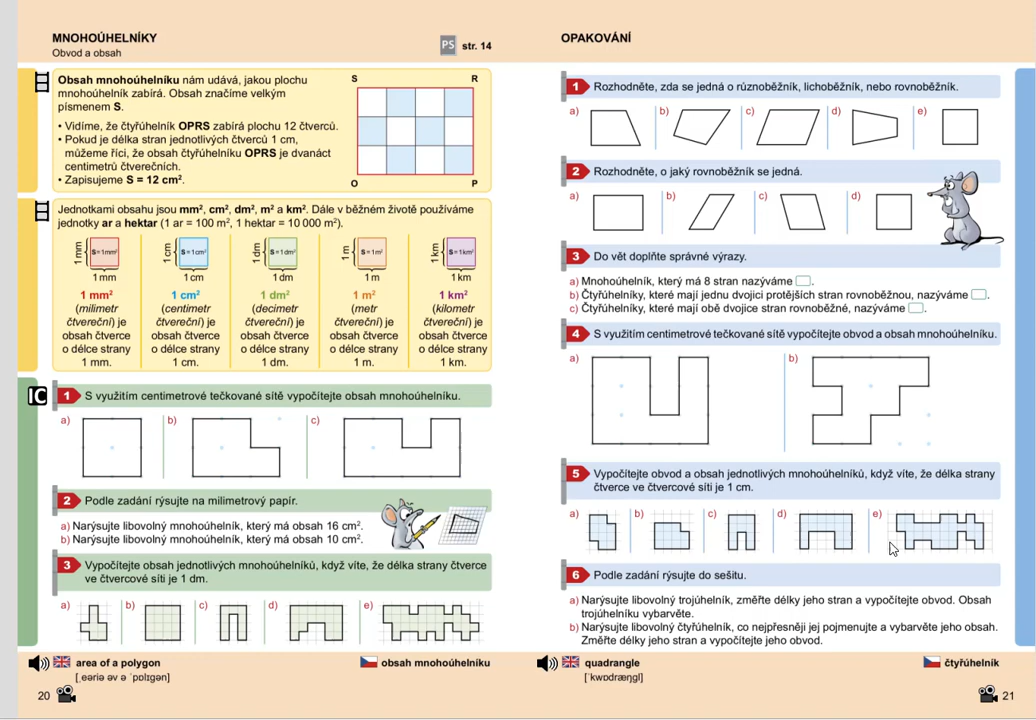 MNOHOÚHELNÍKY
Obvod a obsah
PS str. 14
Obsah mnohoúhelníku nám udává, jakou plochu
mnohoúhelník zabírá. Obsah značíme velkým
písmenem S.
• Vidíme, že čtyřúhelník OPRS zabírá plochu 12 čtverců.
• Pokud je délka stran jednotlivých čtverců 1 cm,
můžeme říci, že obsah čtyřúhelníku OPRS je dvanáct
centimetrů čtverečních.
• Zapisujeme S = 12 cm².
S R
O P
Jednotkami obsahu jsou mm², cm², dm², m² a km². Dále v běžném životě používáme
jednotky ar a hektar (1 ar = 100 m², 1 hektar = 10 000 m²).
1 mm S=1mm² 1 mm
1 cm S=1cm² 1 cm
1 dm S=1dm² 1 dm
1 m S=1m² 1 m
1 km S=1km² 1 km
1 mm²
(milimetr
čtvereční) je
obsah čtverce
o délce strany
1 mm.
1 cm²
(centimetr
čtvereční) je
obsah čtverce
o délce strany
1 cm.
1 dm²
(decimetr
čtvereční) je
obsah čtverce
o délce strany
1 dm.
1 m²
(metr
čtvereční) je
obsah čtverce
o délce strany
1 m.
1 km²
(kilometr
čtvereční) je
obsah čtverce
o délce strany
1 km.
IC
1 S využitím centimetrové tečkované sítě vypočítejte obsah mnohoúhelníku.
a) b) c)
2 Podle zadání rýsujte na milimetrový papír.
a) Narýsujte libovolný mnohoúhelník, který má obsah 16 cm².
b) Narýsujte libovolný mnohoúhelník, který má obsah 10 cm².
3 Vypočítejte obsah jednotlivých mnohoúhelníků, když víte, že délka strany čtverce
ve čtvercové síti je 1 dm.
a) b) c) d) e)
area of a polygon
[ˌeəriə əv ə ˈpɒlɪgən]
obsah mnohoúhelníku
20
OPAKOVÁNÍ
1 Rozhodněte, zda se jedná o různoběžník, lichoběžník, nebo rovnoběžník.
a) b) c) d) e)
2 Rozhodněte, o jaký rovnoběžník se jedná.
a) b) c) d)
3 Do vět doplňte správné výrazy.
a) Mnohoúhelník, který má 8 stran nazýváme .
b) Čtyřúhelníky, které mají jednu dvojici protějších stran rovnoběžnou, nazýváme .
c) Čtyřúhelníky, které mají obě dvojice stran rovnoběžné, nazýváme .
4 S využitím centimetrové tečkované sítě vypočítejte obvod a obsah mnohoúhelníku.
a) b)
5 Vypočítejte obvod a obsah jednotlivých mnohoúhelníků, když víte, že délka strany
čtverce ve čtvercové síti je 1 cm.
a) b) c) d) e)
6 Podle zadání rýsujte do sešitu.
a) Narýsujte libovolný trojúhelník, změřte délky jeho stran a vypočítejte obvod. Obsah
trojúhelníku vybarvěte.
b) Narýsujte libovolný čtyřúhelník, co nejpřesněji jej pojmenujte a vybarvěte jeho obsah.
Změřte délky jeho stran a vypočítejte jeho obvod.
quadrangle
[ˈkwɒdræŋgl]
čtyřúhelník
21